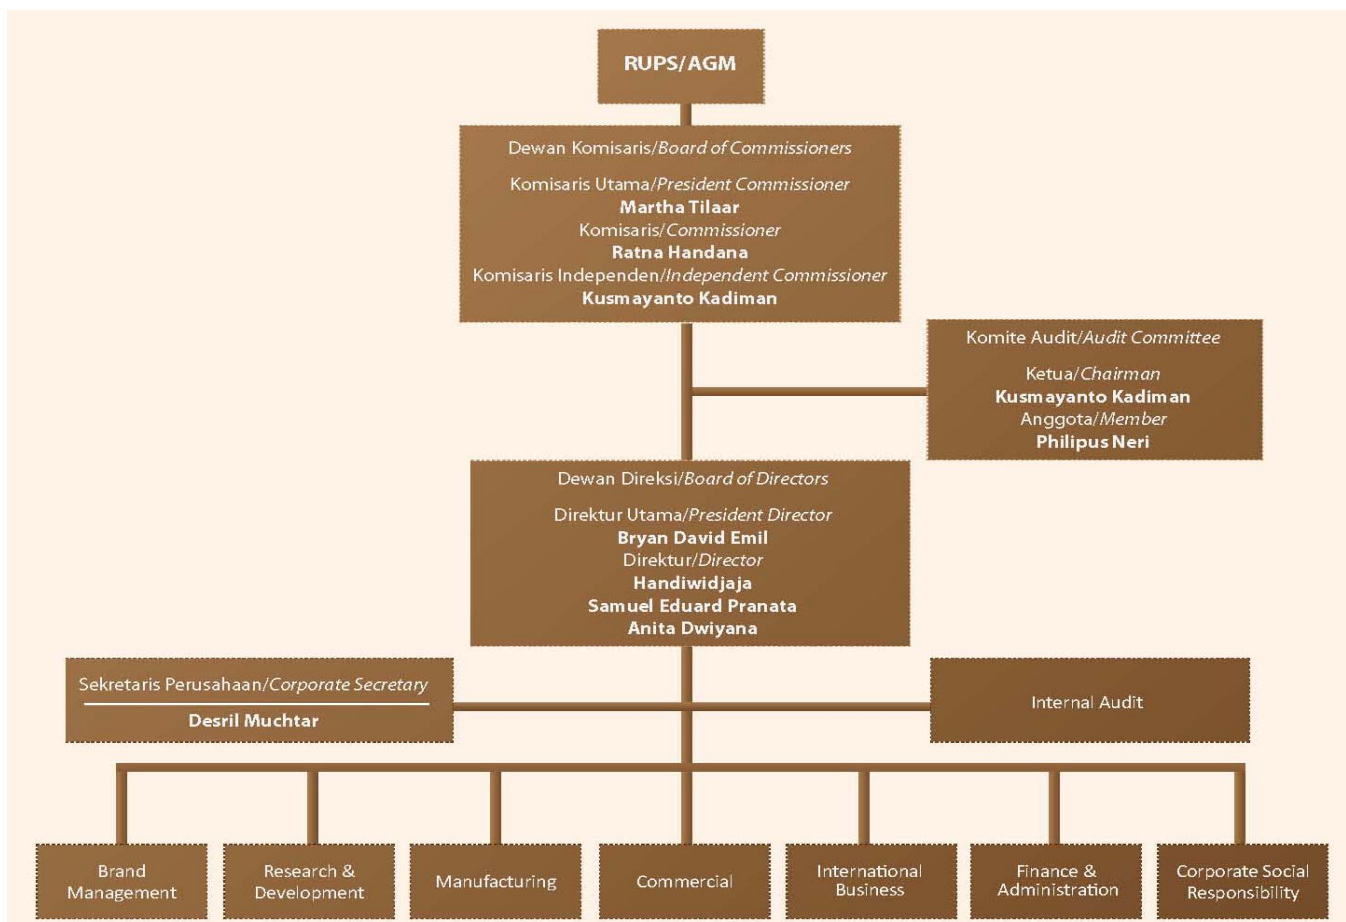 RUPS/AGM
Dewan Komisaris/Board of Commissioners
Komisaris Utama/President Commissioner
Martha Tilaar
Komisaris/Commissioner
Ratna Handana
Komisaris Independen/Independent Commissioner
Kusmayanto Kadiman
Komite Audit/Audit Committee
Ketua/Chairman
Kusmayanto Kadiman
Anggota/Member
Philipus Neri
Dewan Direksi/Board of Directors
Direktur Utama/President Director
Bryan David Emil
Direktur/Director
Handiwidjaja
Samuel Eduard Pranata
Anita Dwiyana
Sekretaris Perusahaan/Corporate Secretary
Desril Muchtar
Internal Audit
Brand
Management
Research &
Development
Manufacturing
Commercial
International
Business
Finance &
Administration
Corporate Social
Responsibility